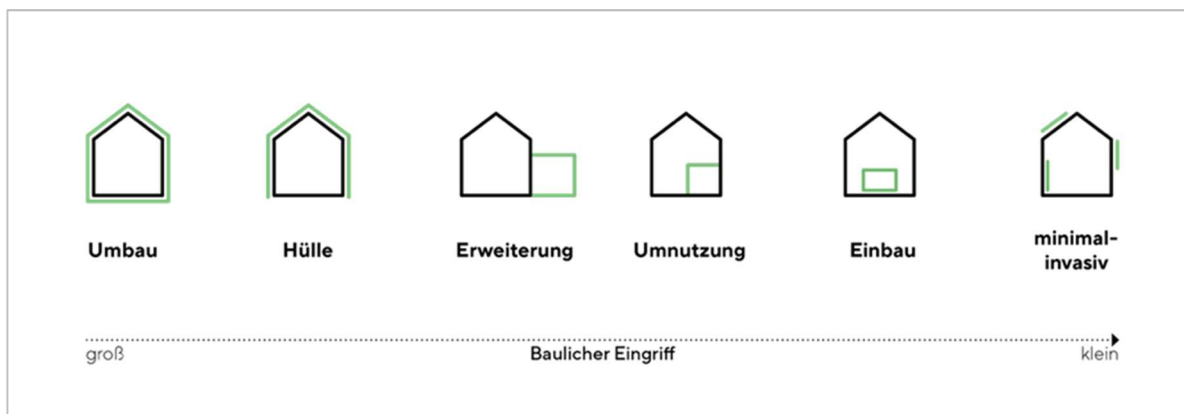 Umbau
Hülle
Erweiterung
Umnutzung
Einbau
minimal-
invasiv
groß
Baulicher Eingriff
klein